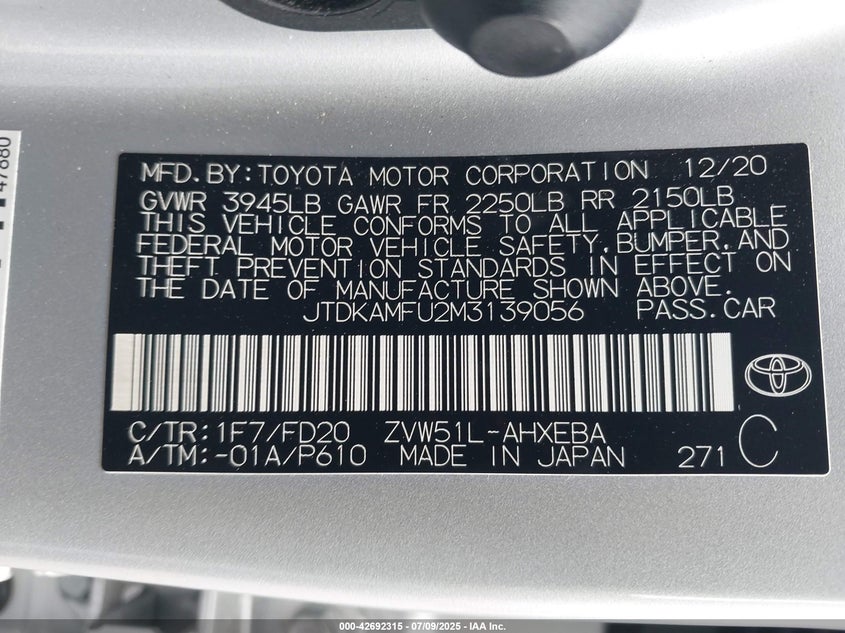 47880
MFD. BY: TOYOTA MOTOR CORPORATION 12/20
GVWR 3945LB GAWR FR 2250LB RR 2150LB
THIS VEHICLE CONFORMS TO ALL APPLICABLE
FEDERAL MOTOR VEHICLE SAFETY, BUMPER, AND
THEFT PREVENTION STANDARDS IN EFFECT ON
THE DATE OF MANUFACTURE SHOWN ABOVE.
JTDKAMFU2M3139056 PASS.CAR
C/TR: 1F7/FD20 ZVW51L-AHXEBA
A/TM: -01A/P610 MADE IN JAPAN 271 C
000-42692315 - 07/09/2025 - IAA Inc.